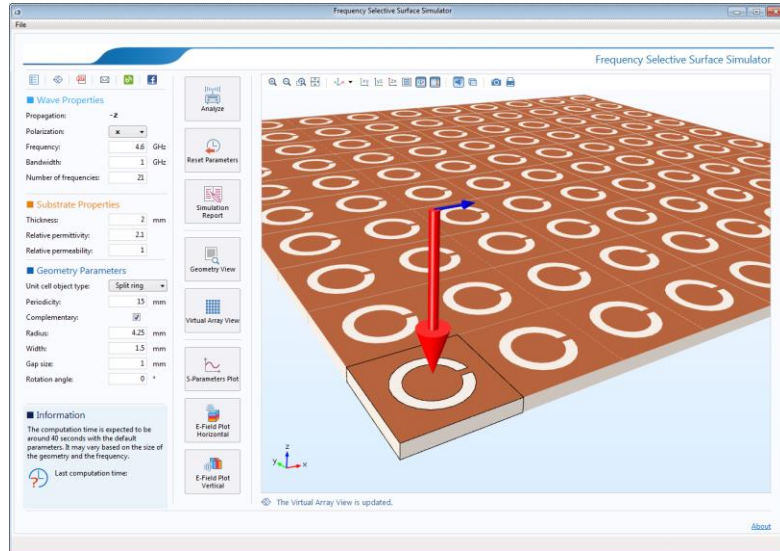 Frequency Selective Surface Simulator
File
Frequency Selective Surface Simulator
Wave Properties
Propagation: -z
Polarization: x
Frequency: 4.6 GHz
Bandwidth: 1 GHz
Number of frequencies: 21
Substrate Properties
Thickness: 2 mm
Relative permittivity: 2.1
Relative permeability: 1
Geometry Parameters
Unit cell object type: Split ring
Periodicity: 15 mm
Complementary:
Radius: 4.25 mm
Width: 1.5 mm
Gap size: 1 mm
Rotation angle: 0 °
Information
The computation time is expected to be
around 40 seconds with the default
parameters. It may vary based on the size of
the geometry and the frequency.
Last computation time:
Analyze
Reset Parameters
Simulation
Report
Geometry View
Virtual Array View
S-Parameters Plot
E-Field Plot
Horizontal
E-Field Plot
Vertical
z
y
x
The Virtual Array View is updated.
About